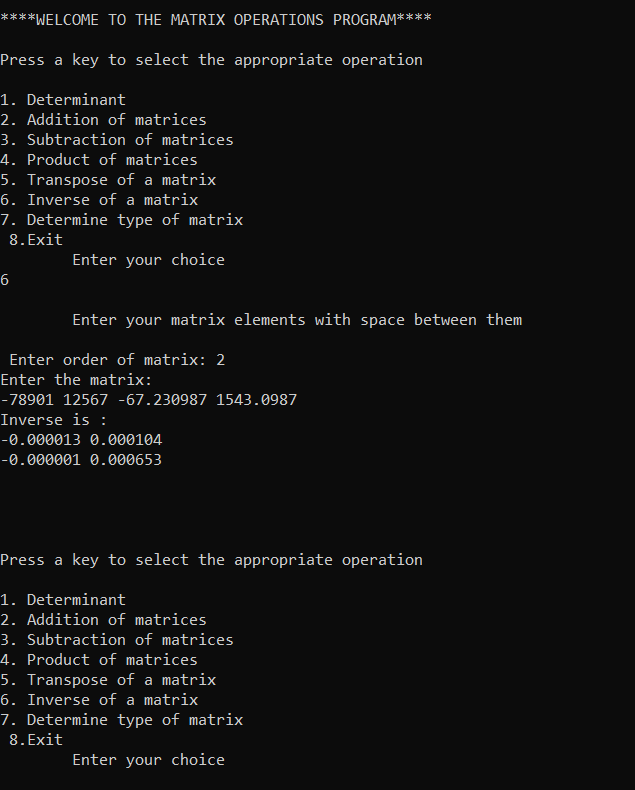 ****WELCOME TO THE MATRIX OPERATIONS PROGRAM****
Press a key to select the appropriate operation
1. Determinant
2. Addition of matrices
3. Subtraction of matrices
4. Product of matrices
5. Transpose of a matrix
6. Inverse of a matrix
7. Determine type of matrix
8.Exit
Enter your choice
6
Enter your matrix elements with space between them
Enter order of matrix: 2
Enter the matrix:
-78901 12567 -67.230987 1543.0987
Inverse is :
-0.000013 0.000104
-0.000001 0.000653
Press a key to select the appropriate operation
1. Determinant
2. Addition of matrices
3. Subtraction of matrices
4. Product of matrices
5. Transpose of a matrix
6. Inverse of a matrix
7. Determine type of matrix
8.Exit
Enter your choice